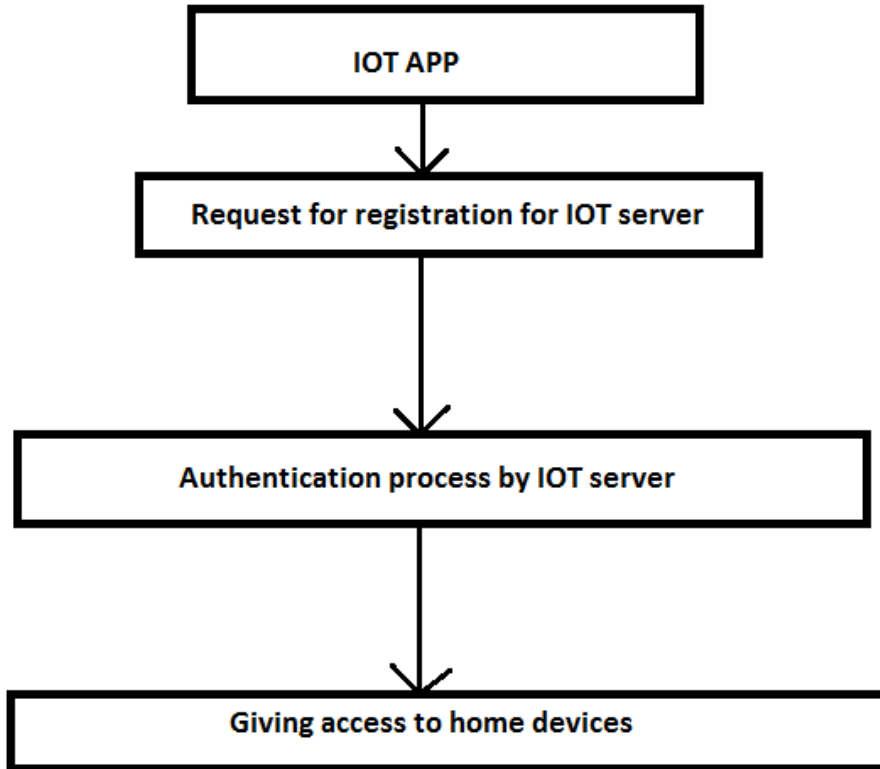 IOT APP
Request for registration for IOT server
Authentication process by IOT server
Giving access to home devices